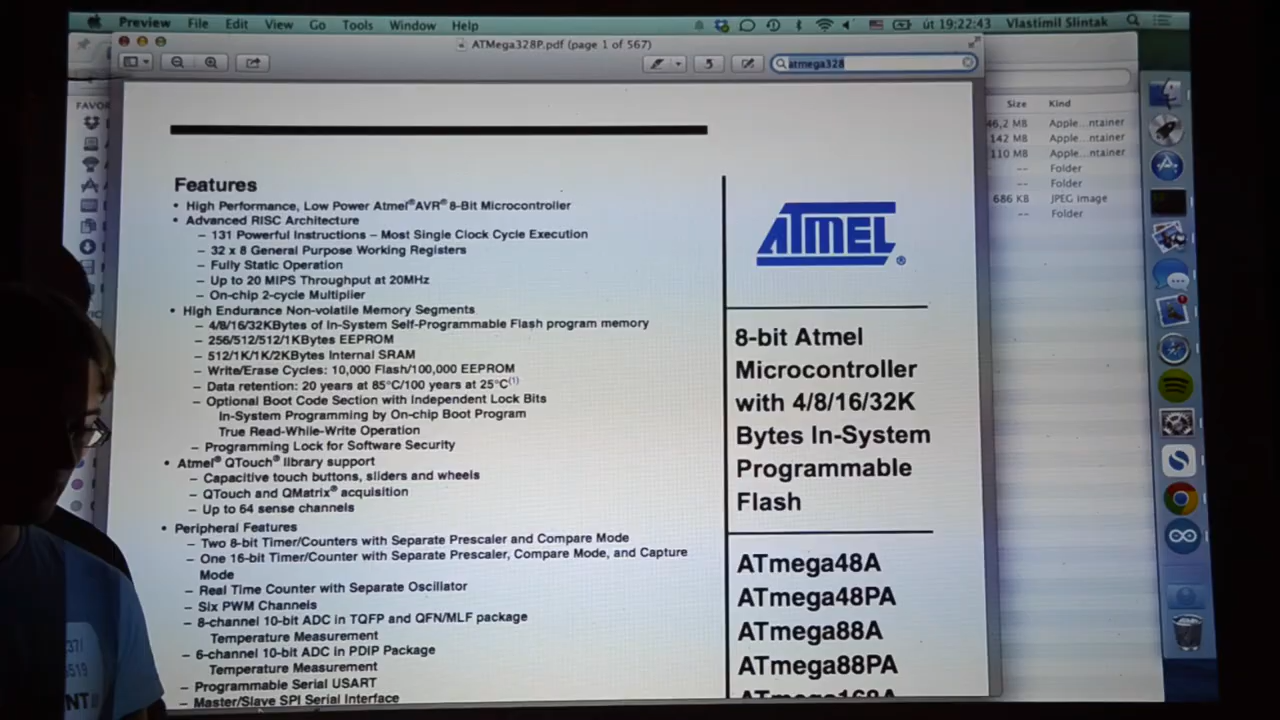 Preview File Edit View Go Tools Window Help
út 19:22:43 Vlastimil Slintak
ATMega328P.pdf (page 1 of 567)
atmega328
FAVOR
Size Kind
46,2 MB Apple...ntainer
142 MB Apple...ntainer
110 MB Apple...ntainer
-- Folder
-- Folder
686 KB JPEG image
-- Folder
Features
• High Performance, Low Power Atmel®AVR® 8-Bit Microcontroller
• Advanced RISC Architecture
– 131 Powerful Instructions – Most Single Clock Cycle Execution
– 32 x 8 General Purpose Working Registers
– Fully Static Operation
– Up to 20 MIPS Throughput at 20MHz
– On-chip 2-cycle Multiplier
• High Endurance Non-volatile Memory Segments
– 4/8/16/32KBytes of In-System Self-Programmable Flash program memory
– 256/512/512/1KBytes EEPROM
– 512/1K/1K/2KBytes Internal SRAM
– Write/Erase Cycles: 10,000 Flash/100,000 EEPROM
– Data retention: 20 years at 85°C/100 years at 25°C(1)
– Optional Boot Code Section with Independent Lock Bits
In-System Programming by On-chip Boot Program
True Read-While-Write Operation
– Programming Lock for Software Security
• Atmel® QTouch® library support
– Capacitive touch buttons, sliders and wheels
– QTouch and QMatrix® acquisition
– Up to 64 sense channels
• Peripheral Features
– Two 8-bit Timer/Counters with Separate Prescaler and Compare Mode
– One 16-bit Timer/Counter with Separate Prescaler, Compare Mode, and Capture
Mode
– Real Time Counter with Separate Oscillator
– Six PWM Channels
– 8-channel 10-bit ADC in TQFP and QFN/MLF package
Temperature Measurement
– 6-channel 10-bit ADC in PDIP Package
Temperature Measurement
– Programmable Serial USART
– Master/Slave SPI Serial Interface
ATMEL®
8-bit Atmel
Microcontroller
with 4/8/16/32K
Bytes In-System
Programmable
Flash
ATmega48A
ATmega48PA
ATmega88A
ATmega88PA
ATmega168A
37/
5519
NT